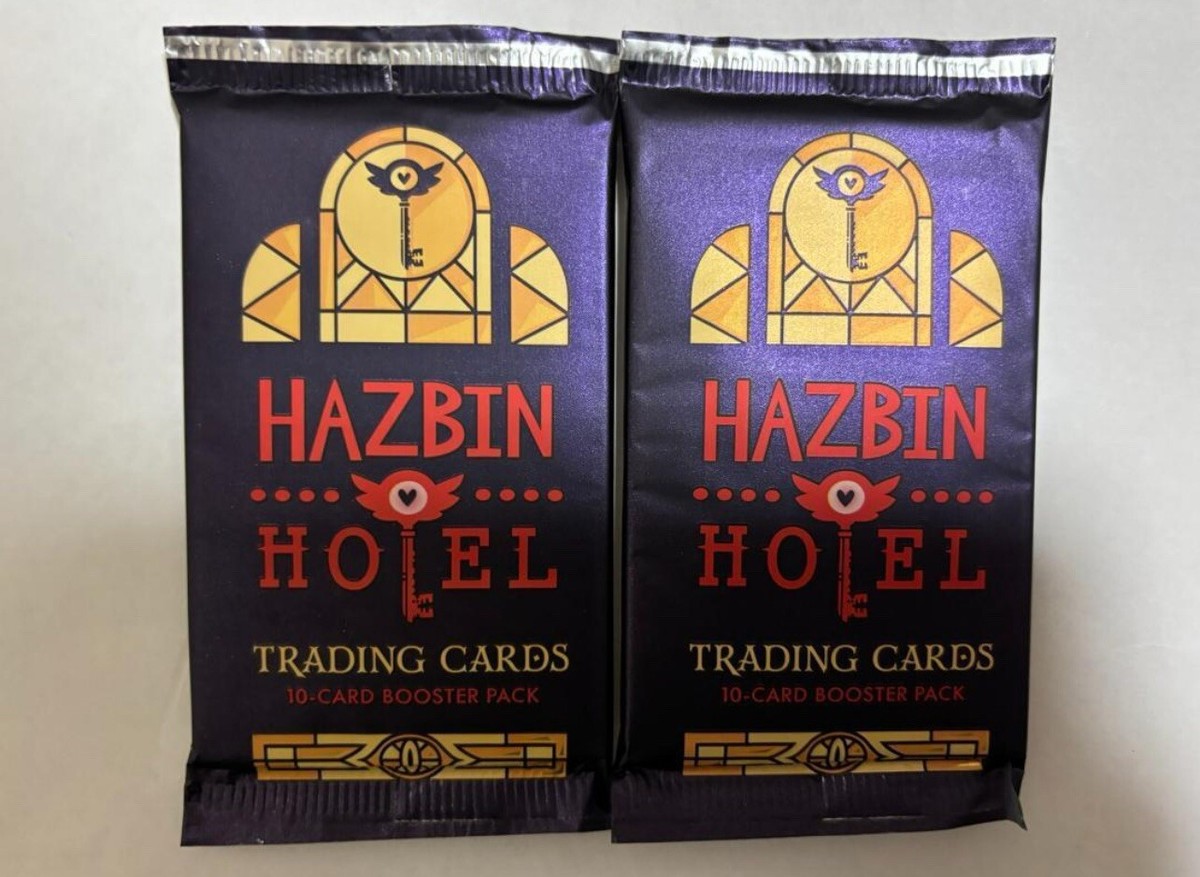 HAZBIN
HOTEL
TRADING CARDS
10-CARD BOOSTER PACK
HAZBIN
HOTEL
TRADING CARDS
10-CARD BOOSTER PACK